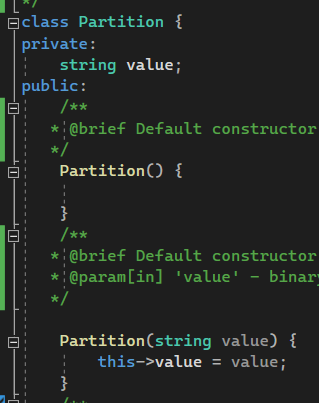 */
class Partition {
private:
string value;
public:
/**
* @brief Default constructor
*/
Partition() {
}
/**
* @brief Default constructor
* @param[in] 'value' - binary
*/
Partition(string value) {
this->value = value;
}
/**